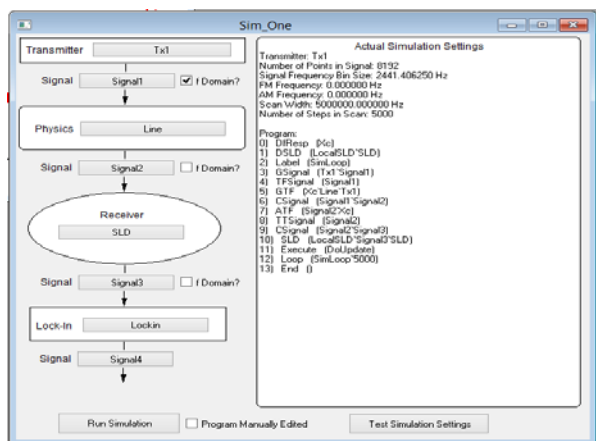 Sim_One
Transmitter Tx1
Signal Signal1 f Domain?
Physics Line
Signal Signal2 f Domain?
Receiver
SLD
Signal Signal3 f Domain?
Lock-In Lockin
Signal Signal4
Run Simulation Program Manually Edited Test Simulation Settings
Actual Simulation Settings
Transmitter: Tx1
Number of Points in Signal: 8192
Signal Frequency Bin Size: 2441.406250 Hz
FM Frequency: 0.000000 Hz
AM Frequency: 0.000000 Hz
Scan Width: 5000000.000000 Hz
Number of Steps in Scan: 5000
Program:
0) DfResp (Xc)
1) DSLD (LocalSLD'SLD)
2) Label (SimLoop)
3) GSignal (Tx1'Signal1)
4) TFSignal (Signal1)
5) GTF (Xc'Line'Tx1)
6) CSignal (Signal1'Signal2)
7) ATF (Signal2'Xc)
8) TTSignal (Signal2)
9) CSignal (Signal2'Signal3)
10) SLD (LocalSLD'Signal3'SLD)
11) Execute (DoUpdate)
12) Loop (SimLoop'5000)
13) End ()